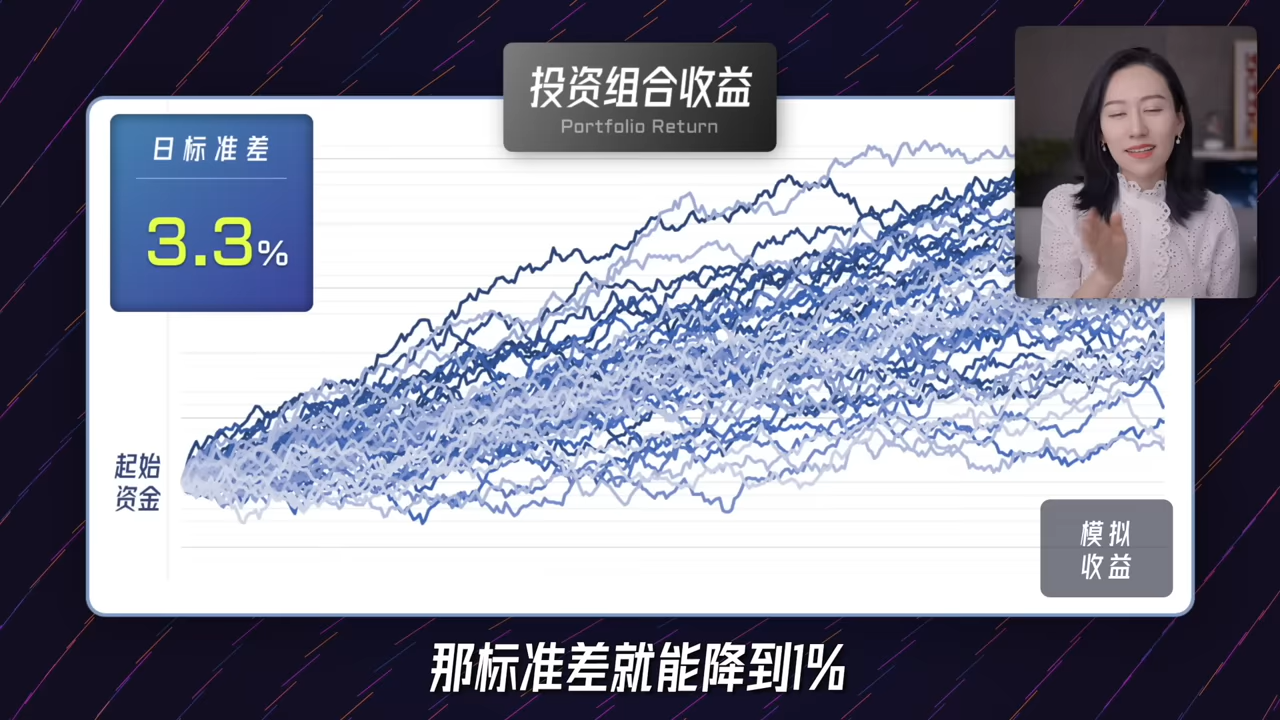 投资组合收益
Portfolio Return
日标准差
3.3%
起始
资金
模拟
收益
那标准差就能降到1%